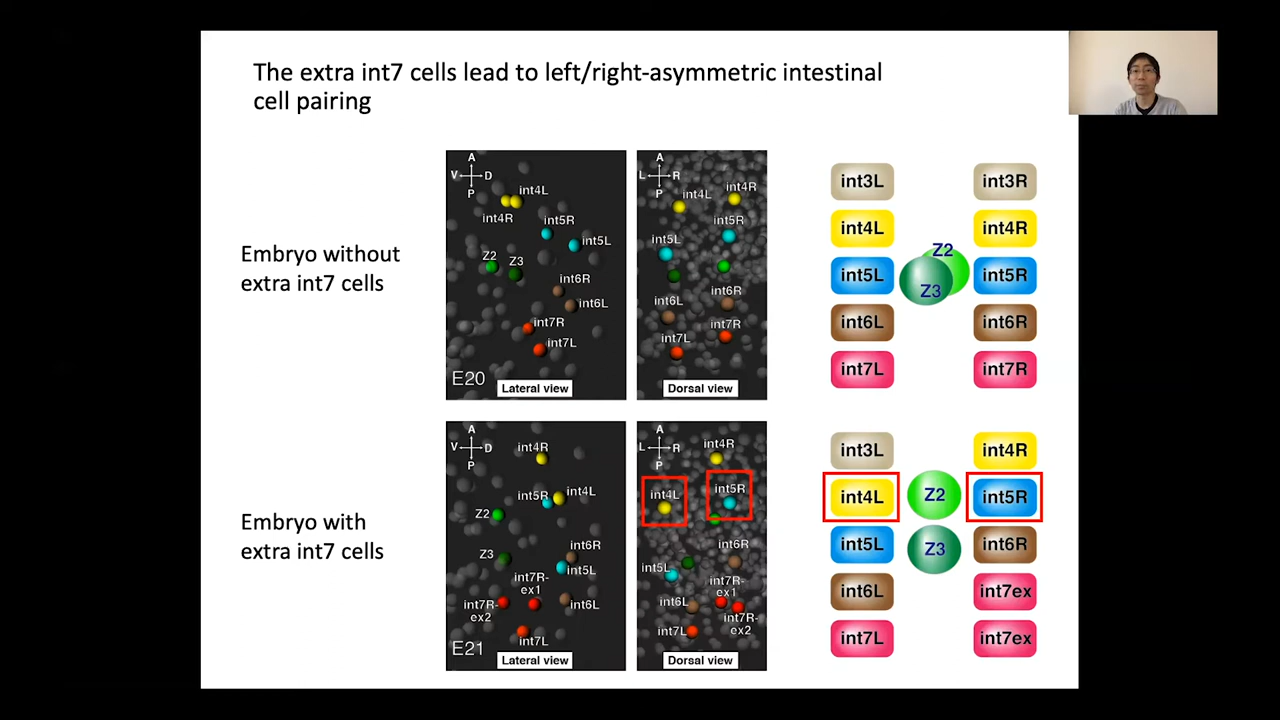 The extra int7 cells lead to left/right-asymmetric intestinal
cell pairing
Embryo without
extra int7 cells
A
V D
P
int4L
int4R
int5R
int5L
Z2
Z3
int6R
int6L
int7R
int7L
E20
Lateral view
A
L R
P
int4R
int4L
int5R
int5L
int6R
int6L
int7R
int7L
Dorsal view
int3L int3R
int4L int4R
Z2
int5L int5R
Z3
int6L int6R
int7L int7R
Embryo with
extra int7 cells
A
V D
P
int4R
int5R
int4L
Z2
int6R
Z3
int5L
int7R-
ex1
int7R-
ex2
int6L
int7L
E21
Lateral view
A
L R
P
int4R
int4L
int5R
int6R
int5L
int7R-
ex1
int6L
int7R-
ex2
int7L
Dorsal view
int3L int4R
int4L Z2 int5R
int5L Z3 int6R
int6L int7ex
int7L int7ex